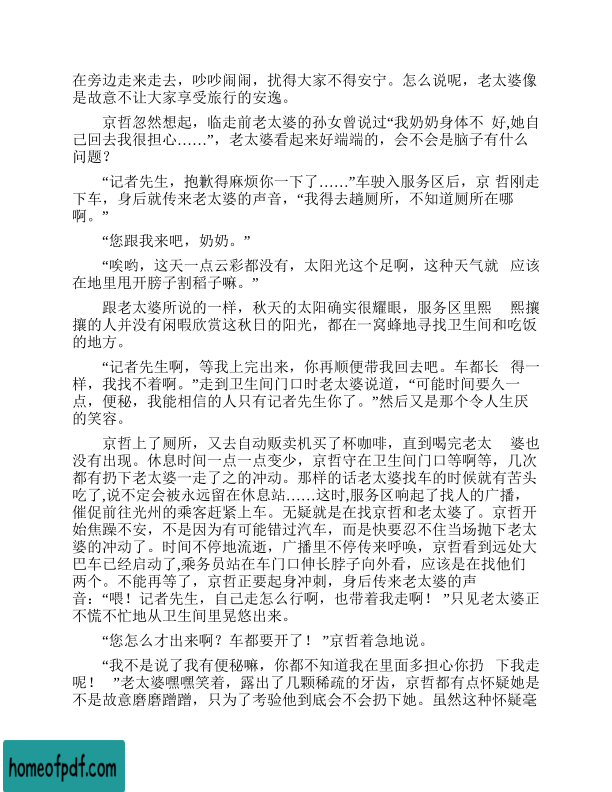 在旁边走来走去，吵吵闹闹，扰得大家不得安宁。怎么说呢，老太婆像
是故意不让大家享受旅行的安逸。
京哲忽然想起，临走前老太婆的孙女曾说过“我奶奶身体不 好,她自
己回去我很担心……”，老太婆看起来好端端的，会不会是脑子有什么
问题？
“记者先生，抱歉得麻烦你一下了……”车驶入服务区后，京 哲刚走
下车，身后就传来老太婆的声音，“我得去趟厕所，不知道厕所在哪
啊。”
“您跟我来吧，奶奶。”
“唉哟，这天一点云彩都没有，太阳光这个足啊，这种天气就 应该
在地里甩开膀子割稻子嘛。”
跟老太婆所说的一样，秋天的太阳确实很耀眼，服务区里熙 熙攘
攘的人并没有闲暇欣赏这秋日的阳光，都在一窝蜂地寻找卫生间和吃饭
的地方。
“记者先生啊，等我上完出来，你再顺便带我回去吧。车都长 得一
样，我找不着啊。”走到卫生间门口时老太婆说道，“可能时间要久一
点，便秘，我能相信的人只有记者先生你了。”然后又是那个令人生厌
的笑容。
京哲上了厕所，又去自动贩卖机买了杯咖啡，直到喝完老太 婆也
没有出现。休息时间一点一点变少，京哲守在卫生间门口等啊等，几次
都有扔下老太婆一走了之的冲动。那样的话老太婆找车的时候就有苦头
吃了,说不定会被永远留在休息站……这时,服务区响起了找人的广播，
催促前往光州的乘客赶紧上车。无疑就是在找京哲和老太婆了。京哲开
始焦躁不安，不是因为有可能错过汽车，而是快要忍不住当场抛下老太
婆的冲动了。时间不停地流逝，广播里不停传来呼唤，京哲看到远处大
巴车已经启动了,乘务员站在车门口伸长脖子向外看，应该是在找他们
两个。不能再等了，京哲正要起身冲刺，身后传来老太婆的声
音：“喂！记者先生，自己走怎么行啊，也带着我走啊！ ”只见老太婆正
不慌不忙地从卫生间里晃悠出来。
“您怎么才出来啊？车都要开了！ ”京哲着急地说。
“我不是说了我有便秘嘛，你都不知道我在里面多担心你扔 下我走
呢！ ”老太婆嘿嘿笑着，露出了几颗稀疏的牙齿，京哲都有点怀疑她是
不是故意磨磨蹭蹭，只为了考验他到底会不会扔下她。虽然这种怀疑毫
homeofpdf.com